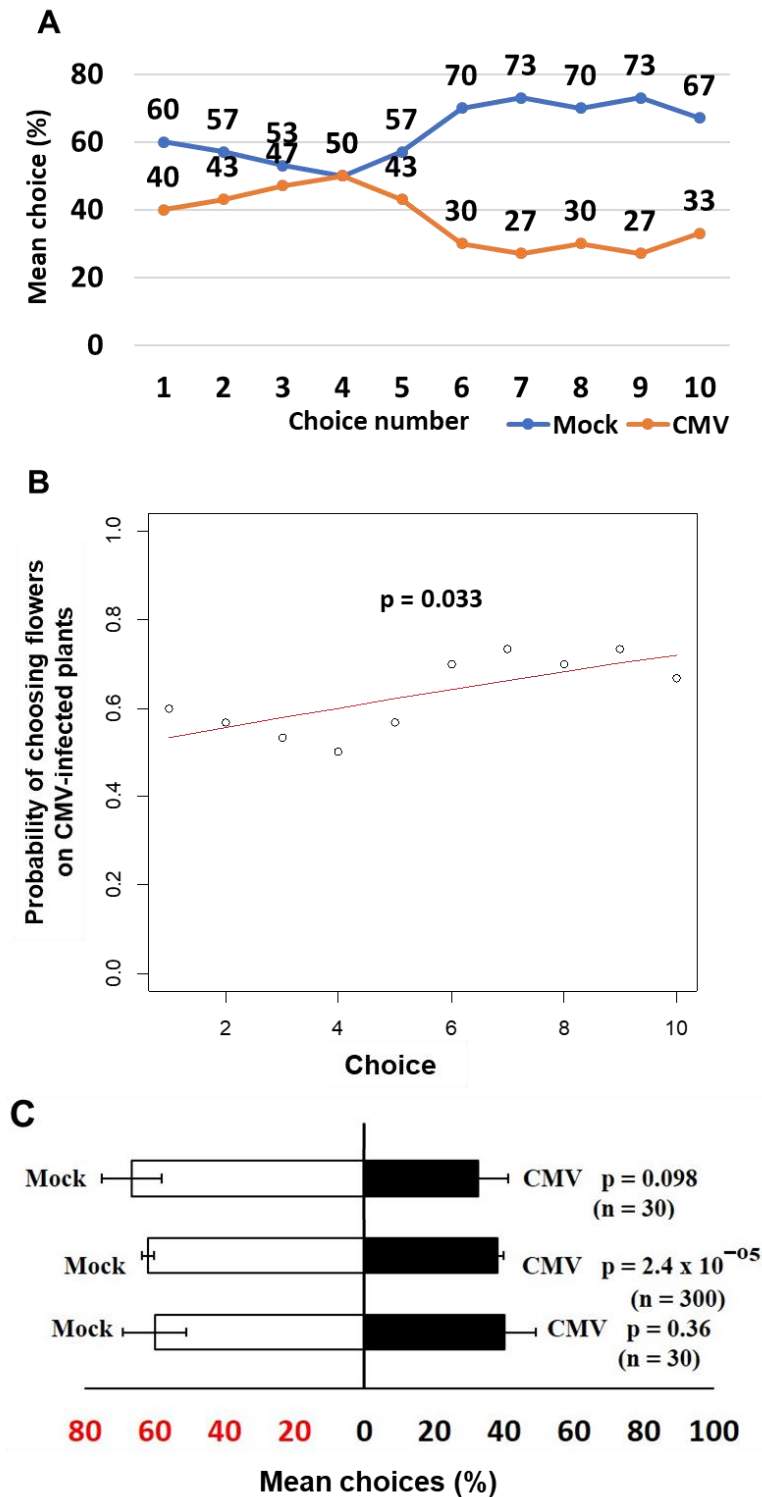 A
80
60
40
20
0
Mean choice (%)
60 57 53 50 57 70 73 70 73 67
40 43 47 43 30 27 30 27 33
1 2 3 4 5 6 7 8 9 10
Choice number
Mock
CMV
B
Probability of choosing flowers
on CMV-infected plants
1.0
0.8
0.6
0.4
0.2
0.0
p = 0.033
2 4 6 8 10
Choice
C
Mock
CMV p = 0.098
(n = 30)
Mock
CMV p = 2.4 x 10⁻⁰⁵
(n = 300)
Mock
CMV p = 0.36
(n = 30)
80 60 40 20 0 20 40 60 80 100
Mean choices (%)